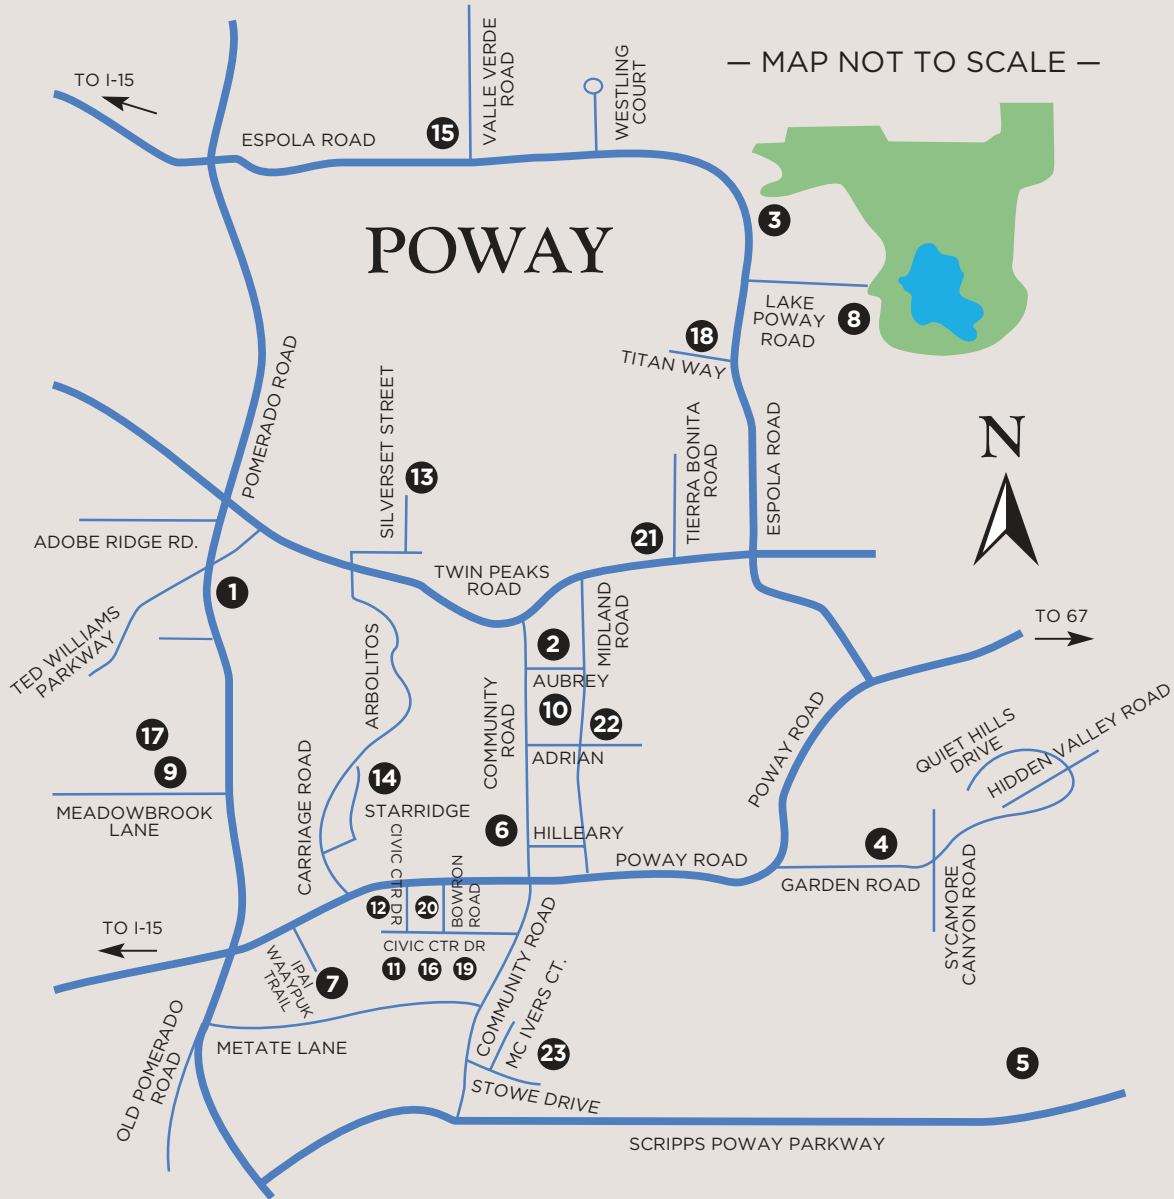 — MAP NOT TO SCALE —
TO I-15
VALLE VERDE
ROAD
WESTLING
COURT
ESPOLA ROAD
15
3
POWAY
LAKE
POWAY
ROAD
8
18
TITAN WAY
POMERADO ROAD
SILVERSET STREET
13
TIERRA BONITA
ROAD
ESPOLA ROAD
N
ADOBE RIDGE RD.
21
TWIN PEAKS
ROAD
1
TED WILLIAMS
PARKWAY
MIDLAND
ROAD
TO 67
2
AUBREY
ARBOLITOS
COMMUNITY
ROAD
10
22
ADRIAN
17
9
MEADOWBROOK
LANE
14
STARRIDGE
CARRIAGE ROAD
POWAY ROAD
QUIET HILLS
DRIVE
HIDDEN VALLEY ROAD
6
HILLEARY
4
CIVIC CTR DR
BOWRON
ROAD
POWAY ROAD
GARDEN ROAD
12
20
SYCAMORE
CANYON ROAD
TO I-15
CIVIC CTR DR
11
16
19
IPAI
WAAYPUK
TRAIL
7
COMMUNITY ROAD
MC IVERS CT.
METATE LANE
OLD POMERADO
ROAD
23
STOWE DRIVE
5
SCRIPPS POWAY PARKWAY